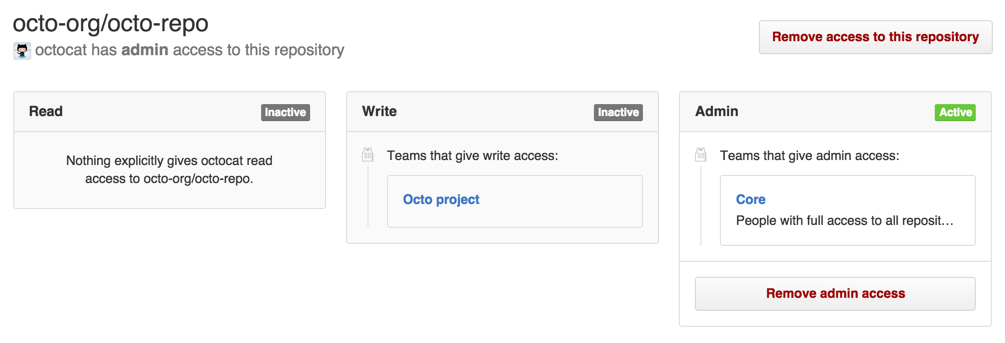 octo-org/octo-repo
octocat has admin access to this repository
Remove access to this repository
Read
Inactive
Nothing explicitly gives octocat read
access to octo-org/octo-repo.
Write
Inactive
Teams that give write access:
Octo project
Admin
Active
Teams that give admin access:
Core
People with full access to all reposit…
Remove admin access